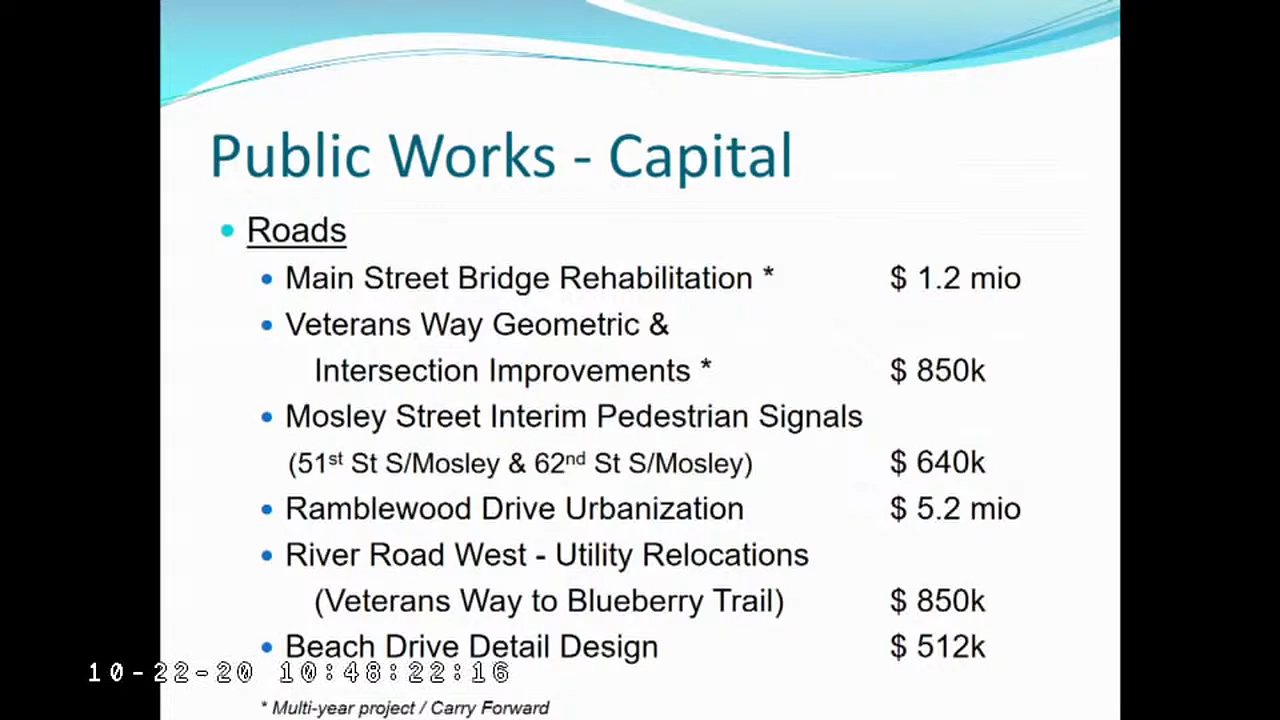 Public Works - Capital
Roads
Main Street Bridge Rehabilitation * $ 1.2 mio
Veterans Way Geometric &
Intersection Improvements * $ 850k
Mosley Street Interim Pedestrian Signals
(51st St S/Mosley & 62nd St S/Mosley) $ 640k
Ramblewood Drive Urbanization $ 5.2 mio
River Road West - Utility Relocations
(Veterans Way to Blueberry Trail) $ 850k
Beach Drive Detail Design $ 512k
10-22-20 10:48:22:16
* Multi-year project / Carry Forward